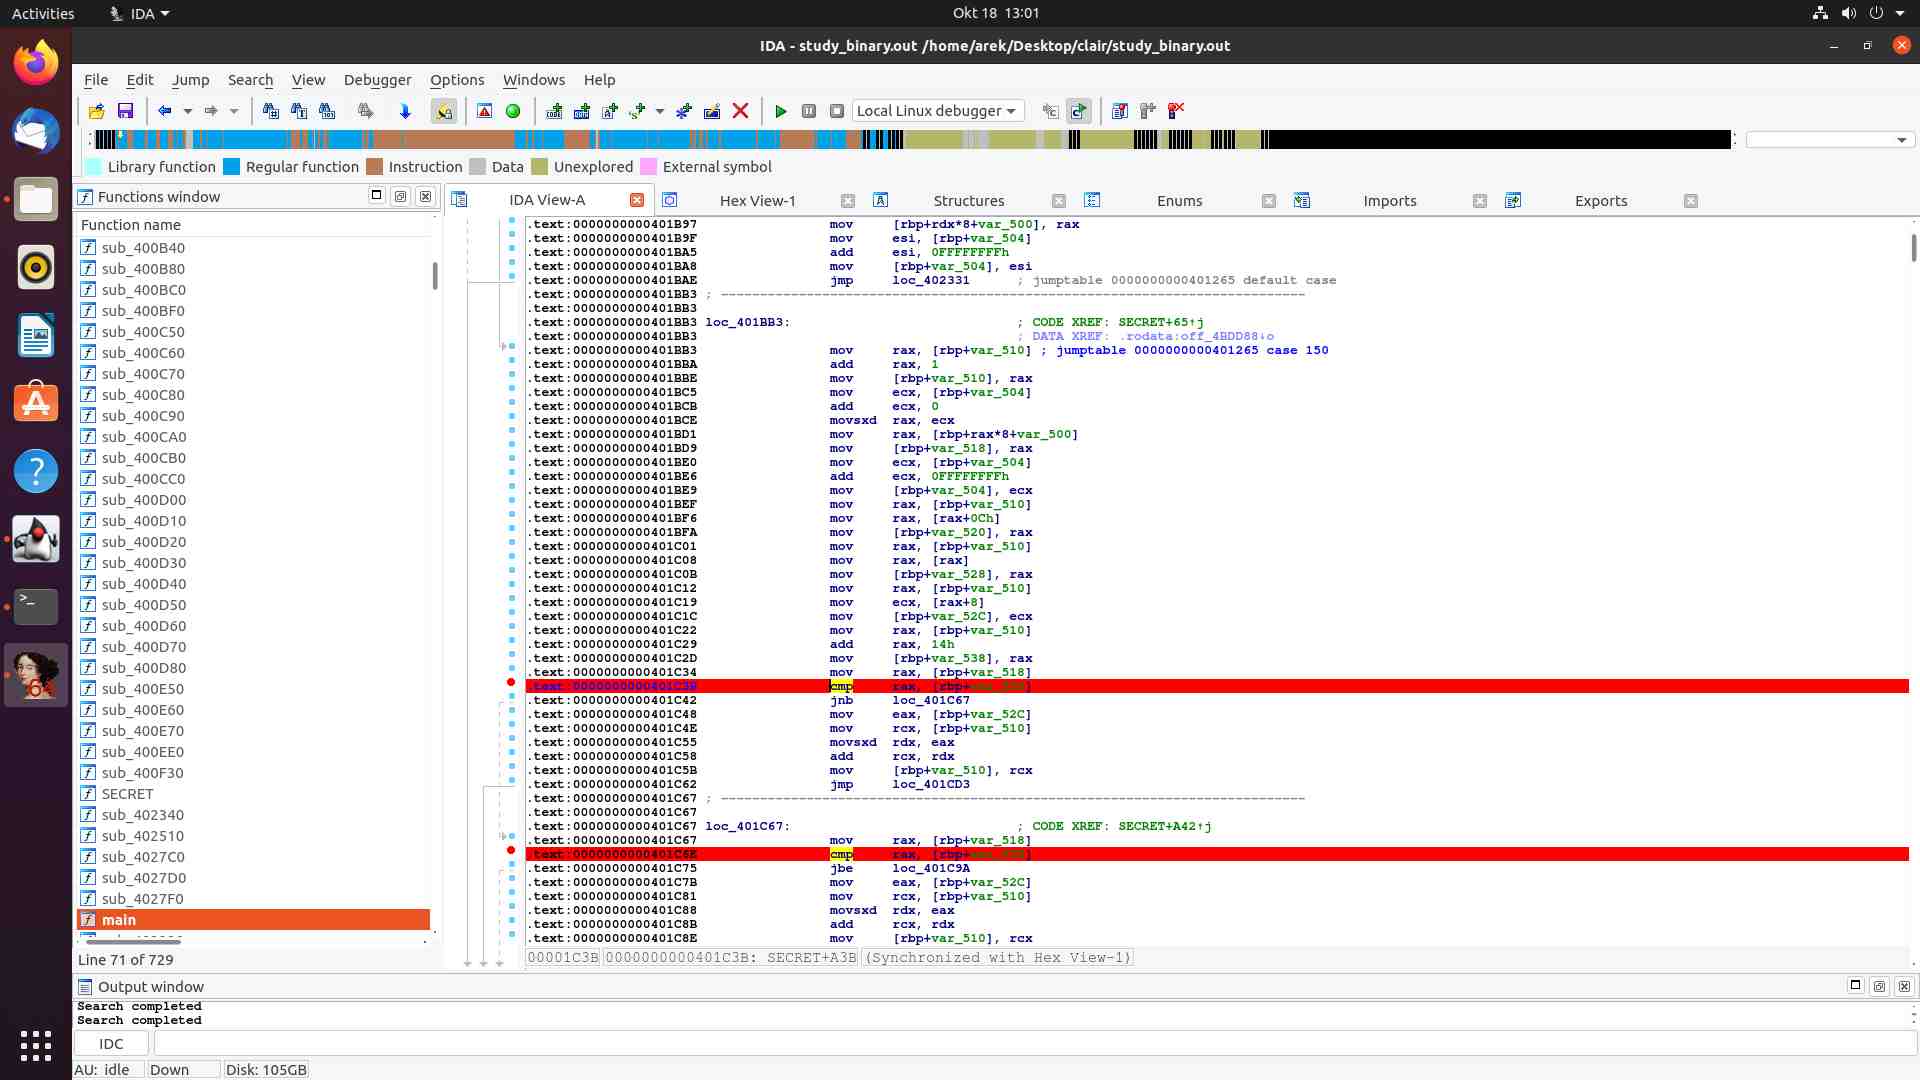 Activities
IDA
Okt 18 13:01
IDA - study_binary.out /home/arek/Desktop/clair/study_binary.out
File Edit Jump Search View Debugger Options Windows Help
Local Linux debugger
Library function Regular function Instruction Data Unexplored External symbol
Functions window
IDA View-A
Hex View-1
Structures
Enums
Imports
Exports
Function name
sub_400B40
sub_400B80
sub_400BC0
sub_400BF0
sub_400C50
sub_400C60
sub_400C70
sub_400C80
sub_400C90
sub_400CA0
sub_400CB0
sub_400CC0
sub_400D00
sub_400D10
sub_400D20
sub_400D30
sub_400D40
sub_400D50
sub_400D60
sub_400D70
sub_400D80
sub_400E50
sub_400E60
sub_400E70
sub_400EE0
sub_400F30
SECRET
sub_402340
sub_402510
sub_4027C0
sub_4027D0
sub_4027F0
main
Line 71 of 729
.text:0000000000401B97 mov [rbp+rdx*8+var_500], rax
.text:0000000000401B9F mov esi, [rbp+var_504]
.text:0000000000401BA5 add esi, 0FFFFFFFFh
.text:0000000000401BA8 mov [rbp+var_504], esi
.text:0000000000401BAE jmp loc_402331 ; jumptable 0000000000401265 default case
.text:0000000000401BB3 ; ---------------------------------------------------------------------------
.text:0000000000401BB3
.text:0000000000401BB3 loc_401BB3: ; CODE XREF: SECRET+65↑j
.text:0000000000401BB3 ; DATA XREF: .rodata:off_4BDD88↓o
.text:0000000000401BB3 mov rax, [rbp+var_510] ; jumptable 0000000000401265 case 150
.text:0000000000401BBA add rax, 1
.text:0000000000401BBE mov [rbp+var_510], rax
.text:0000000000401BC5 mov ecx, [rbp+var_504]
.text:0000000000401BCB add ecx, 0
.text:0000000000401BCE movsxd rax, ecx
.text:0000000000401BD1 mov rax, [rbp+rax*8+var_500]
.text:0000000000401BD9 mov [rbp+var_518], rax
.text:0000000000401BE0 mov ecx, [rbp+var_504]
.text:0000000000401BE6 add ecx, 0FFFFFFFFh
.text:0000000000401BE9 mov [rbp+var_504], ecx
.text:0000000000401BEF mov rax, [rbp+var_510]
.text:0000000000401BF6 mov rax, [rax+0Ch]
.text:0000000000401BFA mov [rbp+var_520], rax
.text:0000000000401C01 mov rax, [rbp+var_510]
.text:0000000000401C08 mov rax, [rax]
.text:0000000000401C0B mov [rbp+var_528], rax
.text:0000000000401C12 mov rax, [rbp+var_510]
.text:0000000000401C19 mov ecx, [rax+8]
.text:0000000000401C1C mov [rbp+var_52C], ecx
.text:0000000000401C22 mov rax, [rbp+var_510]
.text:0000000000401C29 add rax, 14h
.text:0000000000401C2D mov [rbp+var_538], rax
.text:0000000000401C34 mov rax, [rbp+var_518]
.text:0000000000401C3B cmp rax, [rbp+
.text:0000000000401C42 jnb loc_401C67
.text:0000000000401C48 mov eax, [rbp+var_52C]
.text:0000000000401C4E mov rcx, [rbp+var_510]
.text:0000000000401C55 movsxd rdx, eax
.text:0000000000401C58 add rcx, rdx
.text:0000000000401C5B mov [rbp+var_510], rcx
.text:0000000000401C62 jmp loc_401CD3
.text:0000000000401C67 ; ---------------------------------------------------------------------------
.text:0000000000401C67
.text:0000000000401C67 loc_401C67: ; CODE XREF: SECRET+A42↑j
.text:0000000000401C67 mov rax, [rbp+var_518]
.text:0000000000401C6E cmp rax, [rbp+
.text:0000000000401C75 jbe loc_401C9A
.text:0000000000401C7B mov eax, [rbp+var_52C]
.text:0000000000401C81 mov rcx, [rbp+var_510]
.text:0000000000401C88 movsxd rdx, eax
.text:0000000000401C8B add rcx, rdx
.text:0000000000401C8E mov [rbp+var_510], rcx
00001C3B 0000000000401C3B: SECRET+A3B (Synchronized with Hex View-1)
Output window
Search completed
Search completed
IDC
AU: idle Down Disk: 105GB